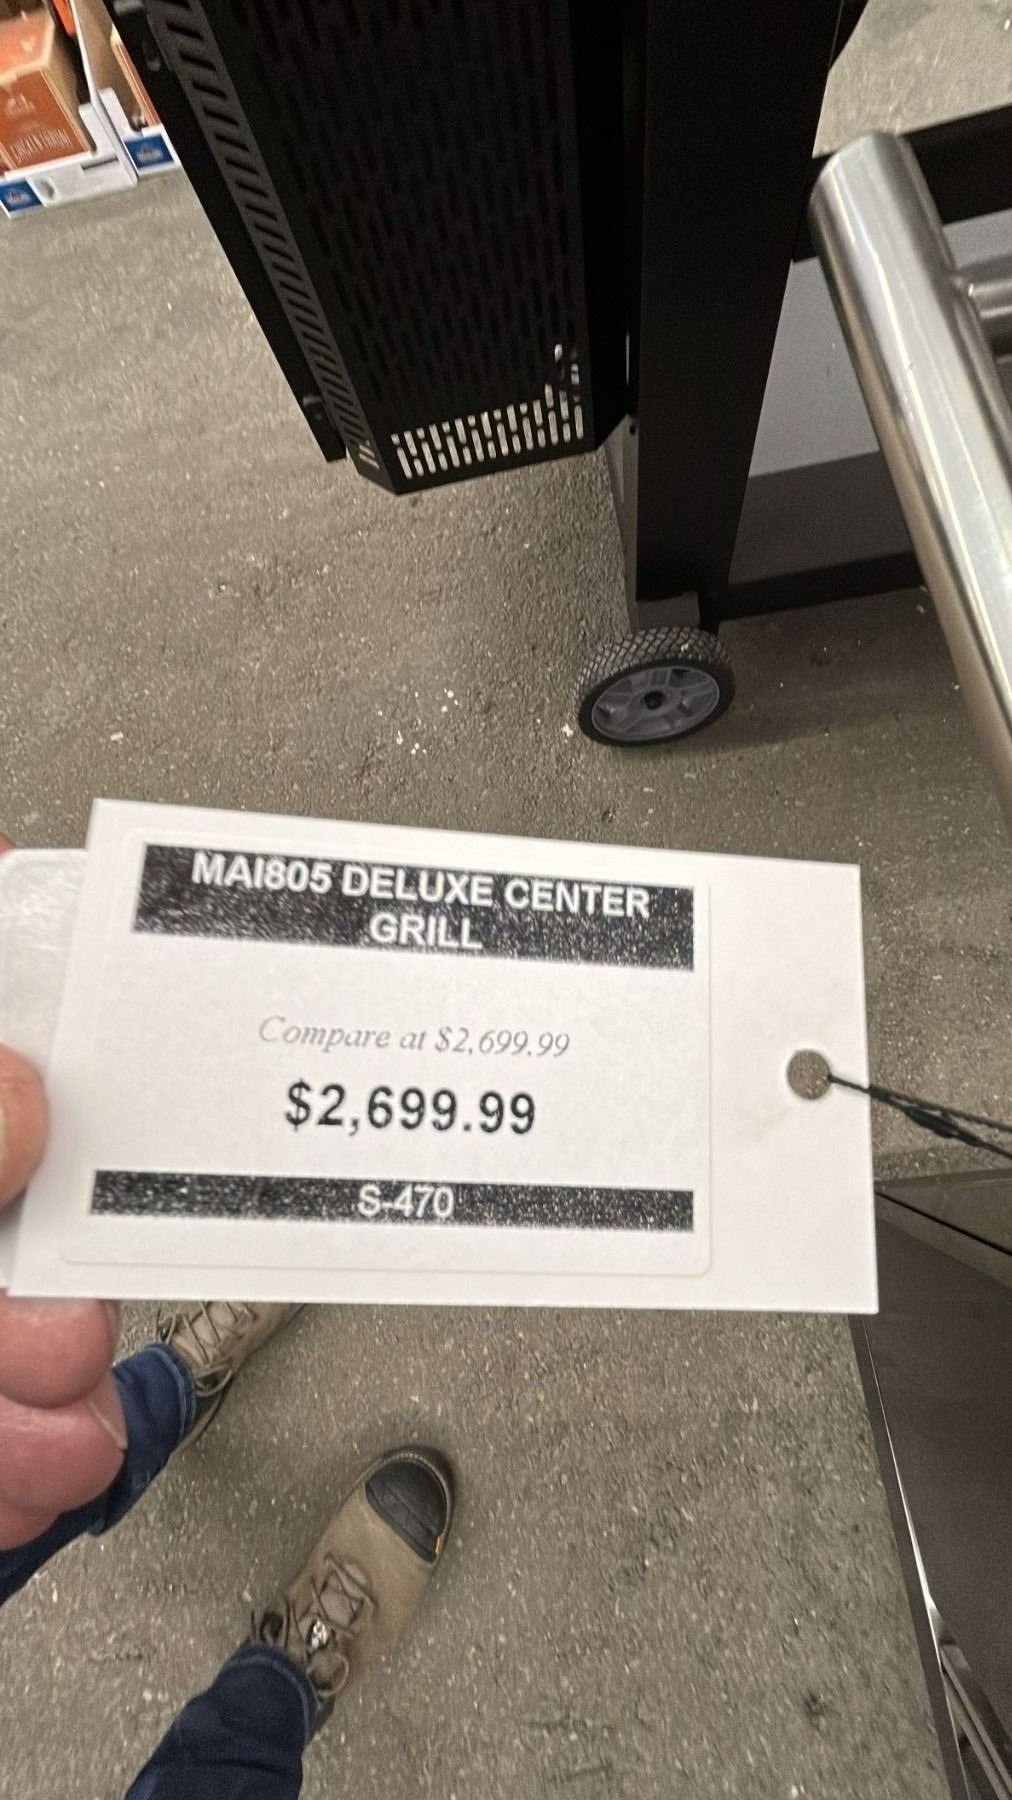 MAI805 DELUXE CENTER
GRILL
Compare at $2,699.99
$2,699.99
S-470